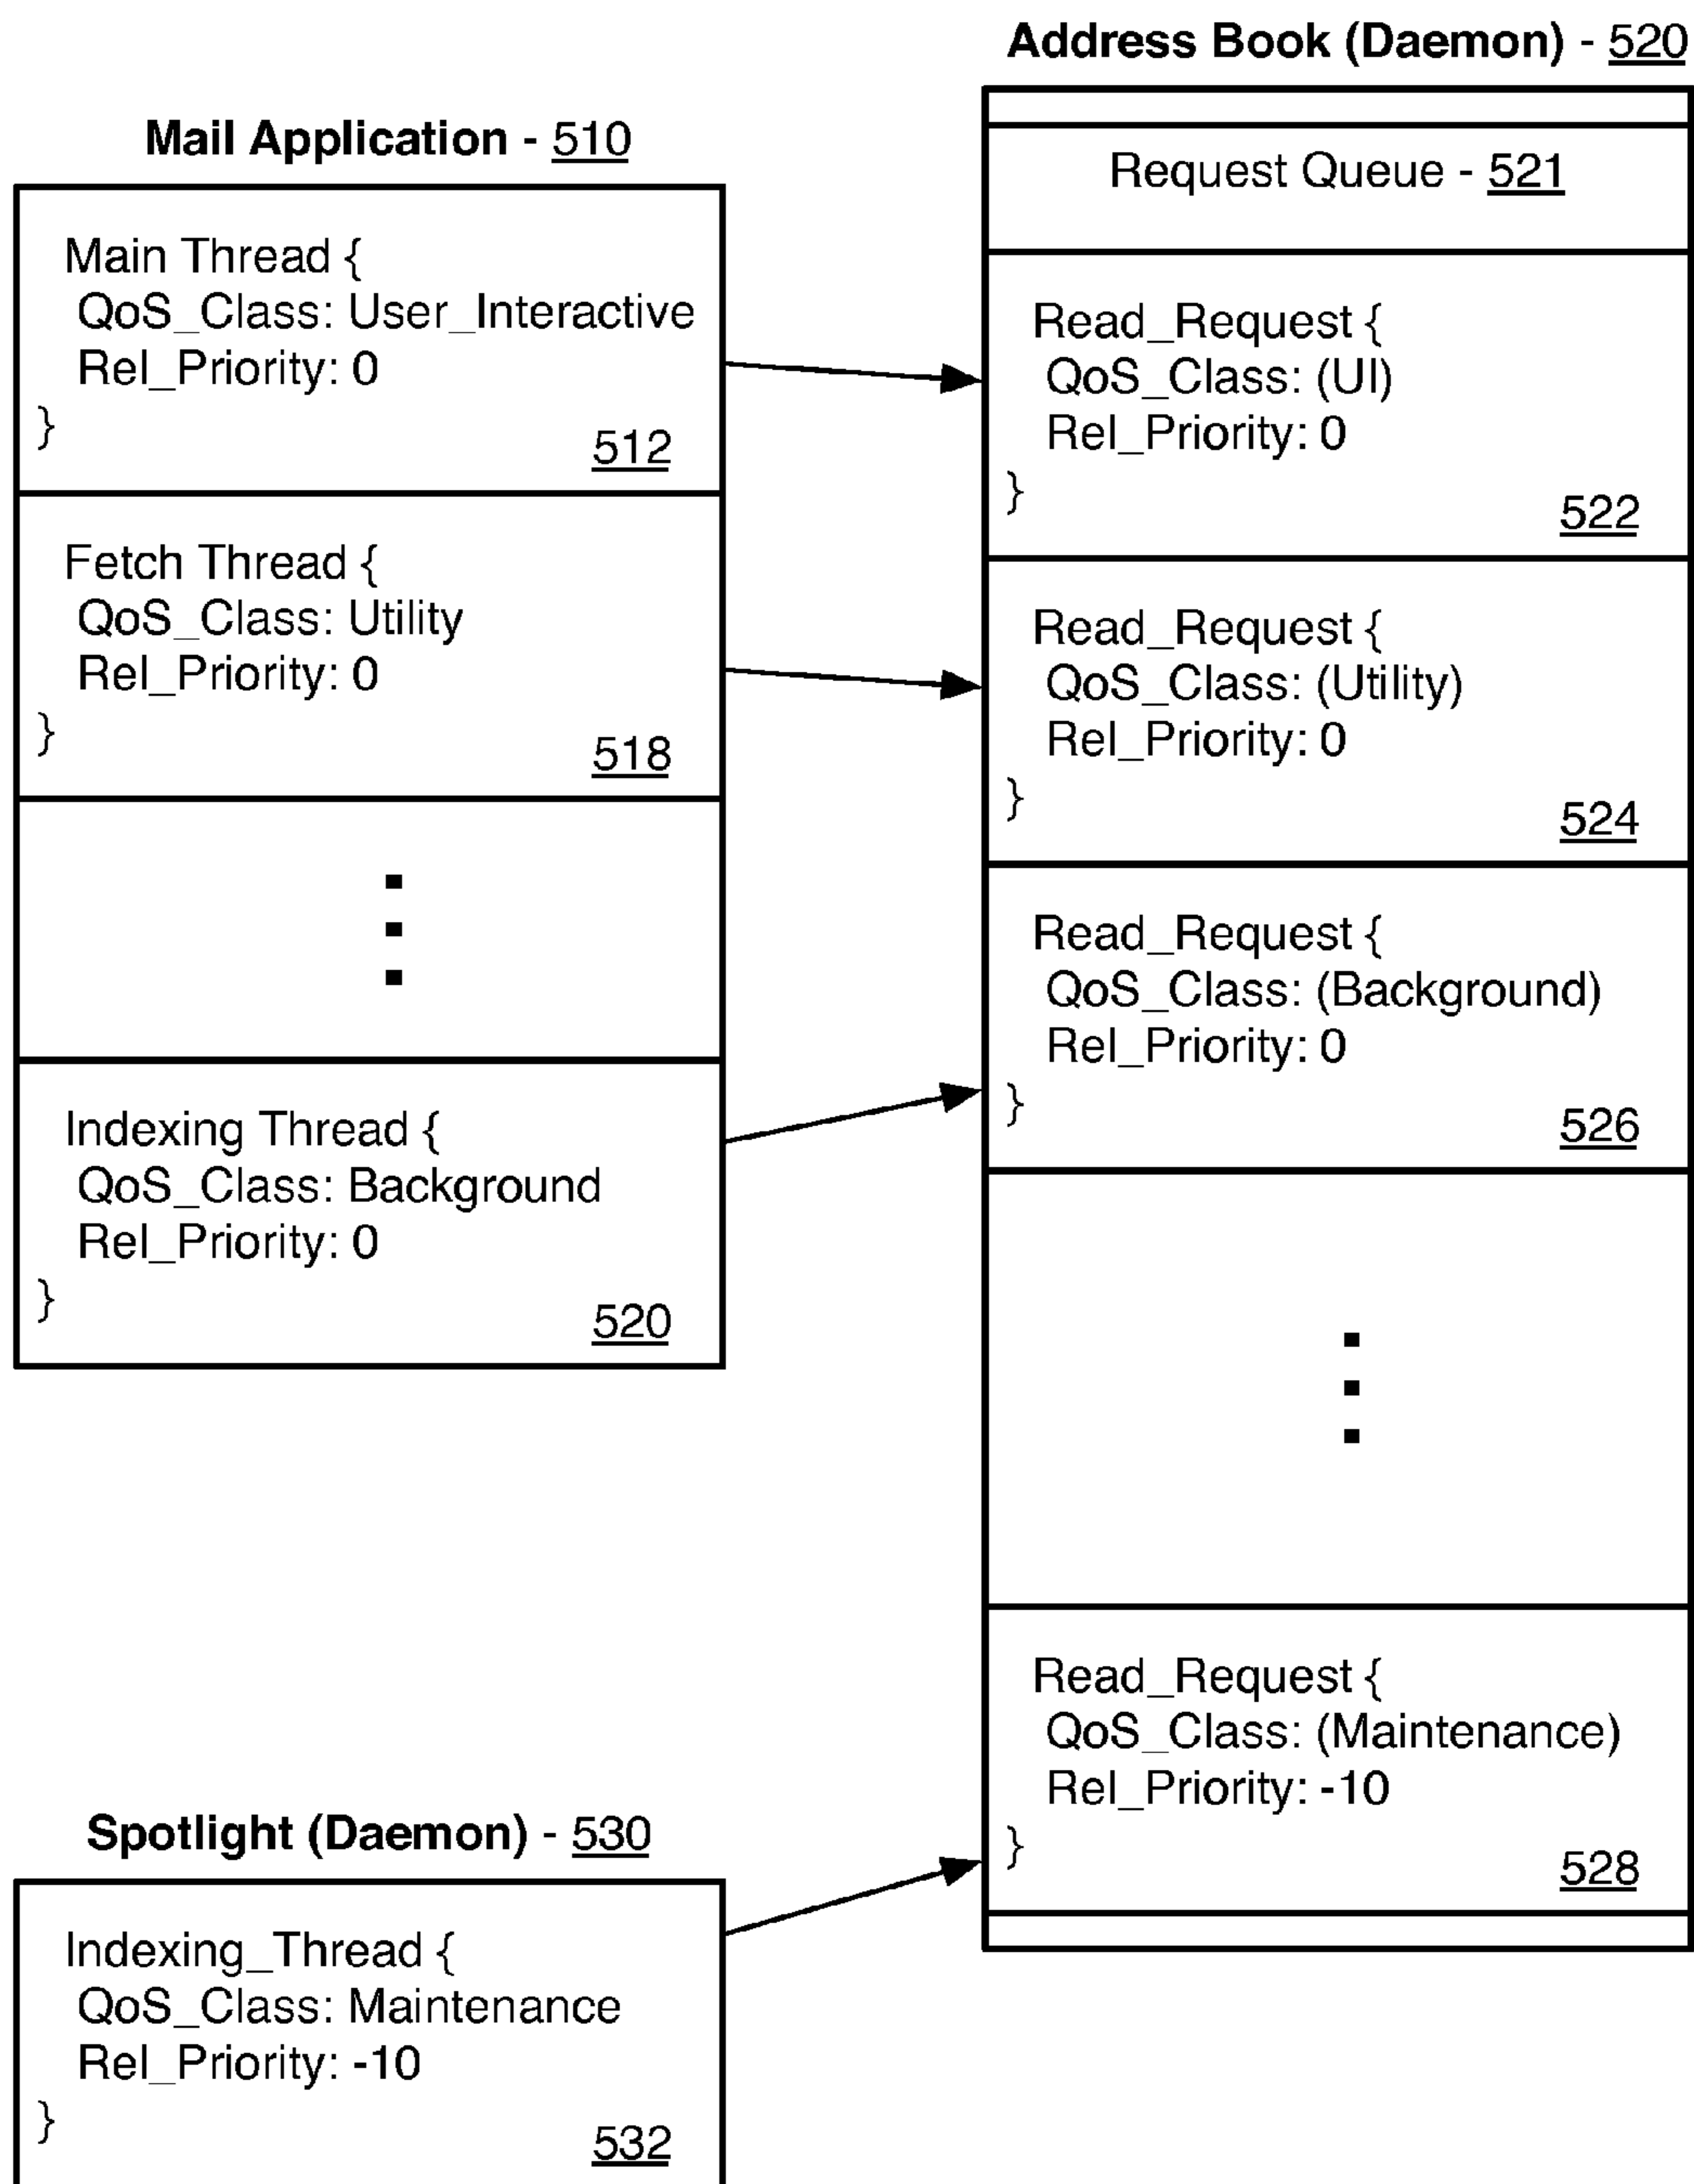 Mail Application - 510
Main Thread {
QoS_Class: User_Interactive
Rel_Priority: 0
}
512
Fetch Thread {
QoS_Class: Utility
Rel_Priority: 0
}
518
Indexing Thread {
QoS_Class: Background
Rel_Priority: 0
}
520
Spotlight (Daemon) - 530
Indexing_Thread {
QoS_Class: Maintenance
Rel_Priority: -10
}
532
Address Book (Daemon) - 520
Request Queue - 521
Read_Request {
QoS_Class: (UI)
Rel_Priority: 0
}
522
Read_Request {
QoS_Class: (Utility)
Rel_Priority: 0
}
524
Read_Request {
QoS_Class: (Background)
Rel_Priority: 0
}
526
Read_Request {
QoS_Class: (Maintenance)
Rel_Priority: -10
}
528